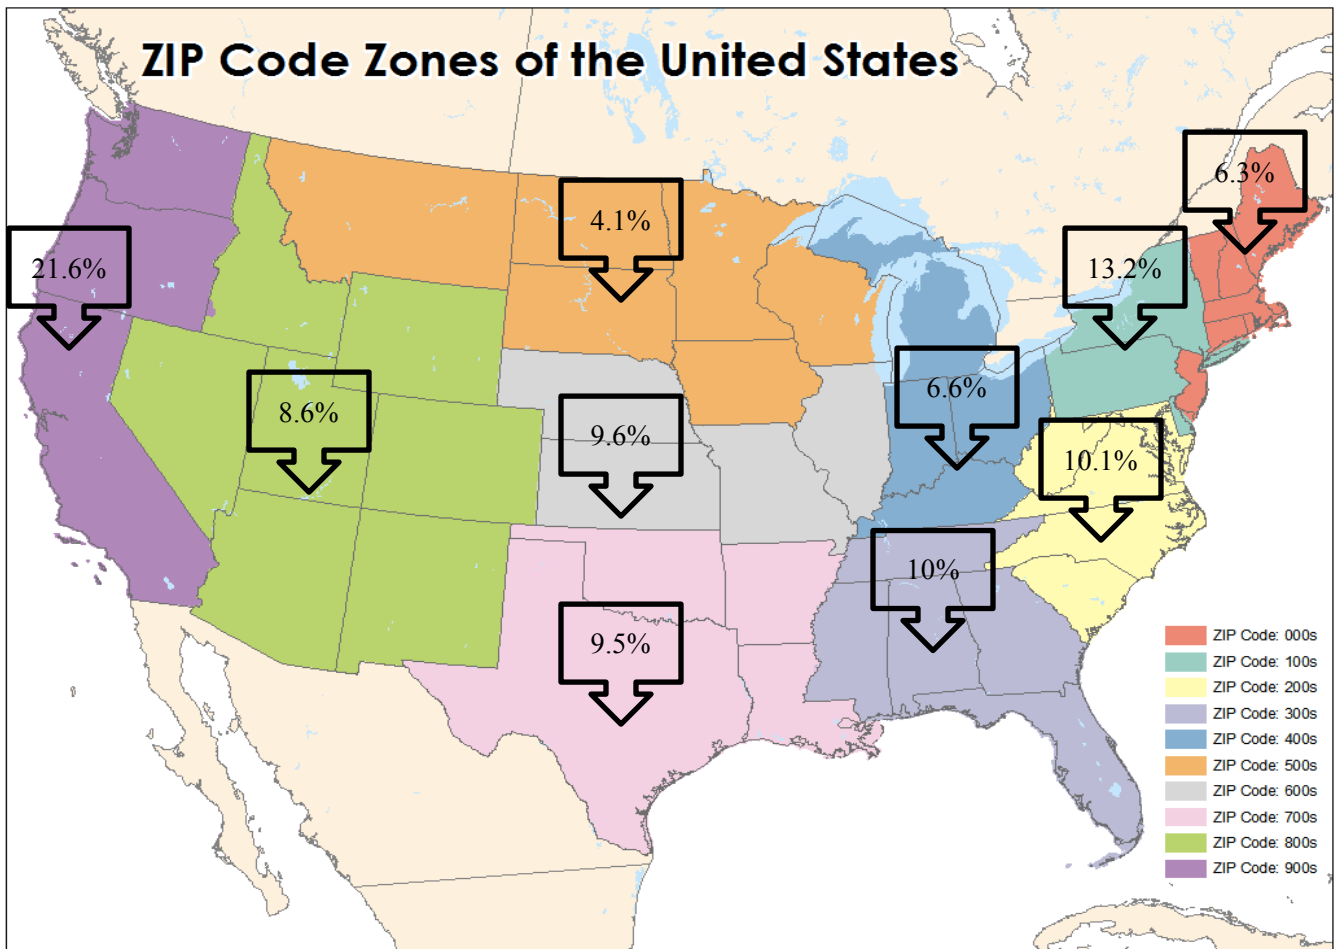 ZIP Code Zones of the United States
6.3%
4.1%
13.2%
21.6%
6.6%
8.6%
9.6%
10.1%
10%
9.5%
ZIP Code: 000s
ZIP Code: 100s
ZIP Code: 200s
ZIP Code: 300s
ZIP Code: 400s
ZIP Code: 500s
ZIP Code: 600s
ZIP Code: 700s
ZIP Code: 800s
ZIP Code: 900s